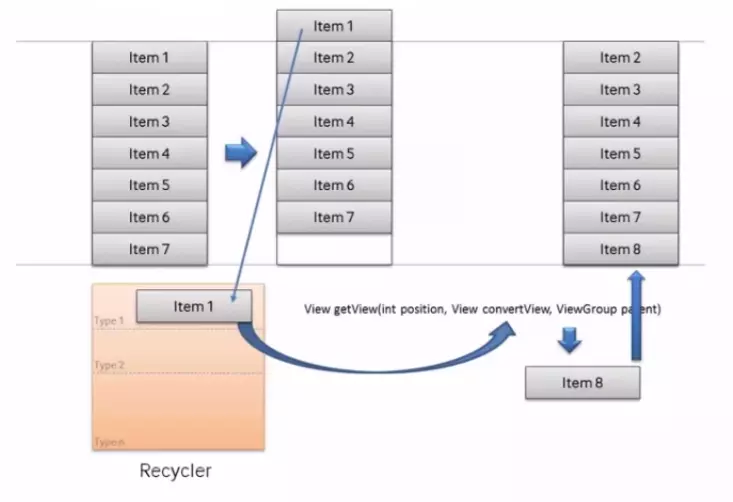 Item 1
Item 2
Item 3
Item 4
Item 5
Item 6
Item 7
Item 1
Item 2
Item 3
Item 4
Item 5
Item 6
Item 7
Item 2
Item 3
Item 4
Item 5
Item 6
Item 7
Item 8
Item 1
Type 1
Type 2
Type n
Recycler
View getView(int position, View convertView, ViewGroup parent)
Item 8